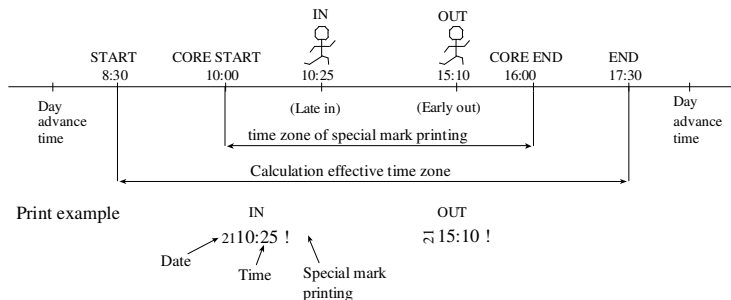 IN OUT
START CORE START CORE END END
8:30 10:00 10:25 15:10 16:00 17:30
Day advance time (Late in) (Early out) Day advance time
time zone of special mark printing
Calculation effective time zone
Print example IN OUT
21 10:25 ! 21 15:10 !
Date Time Special mark printing